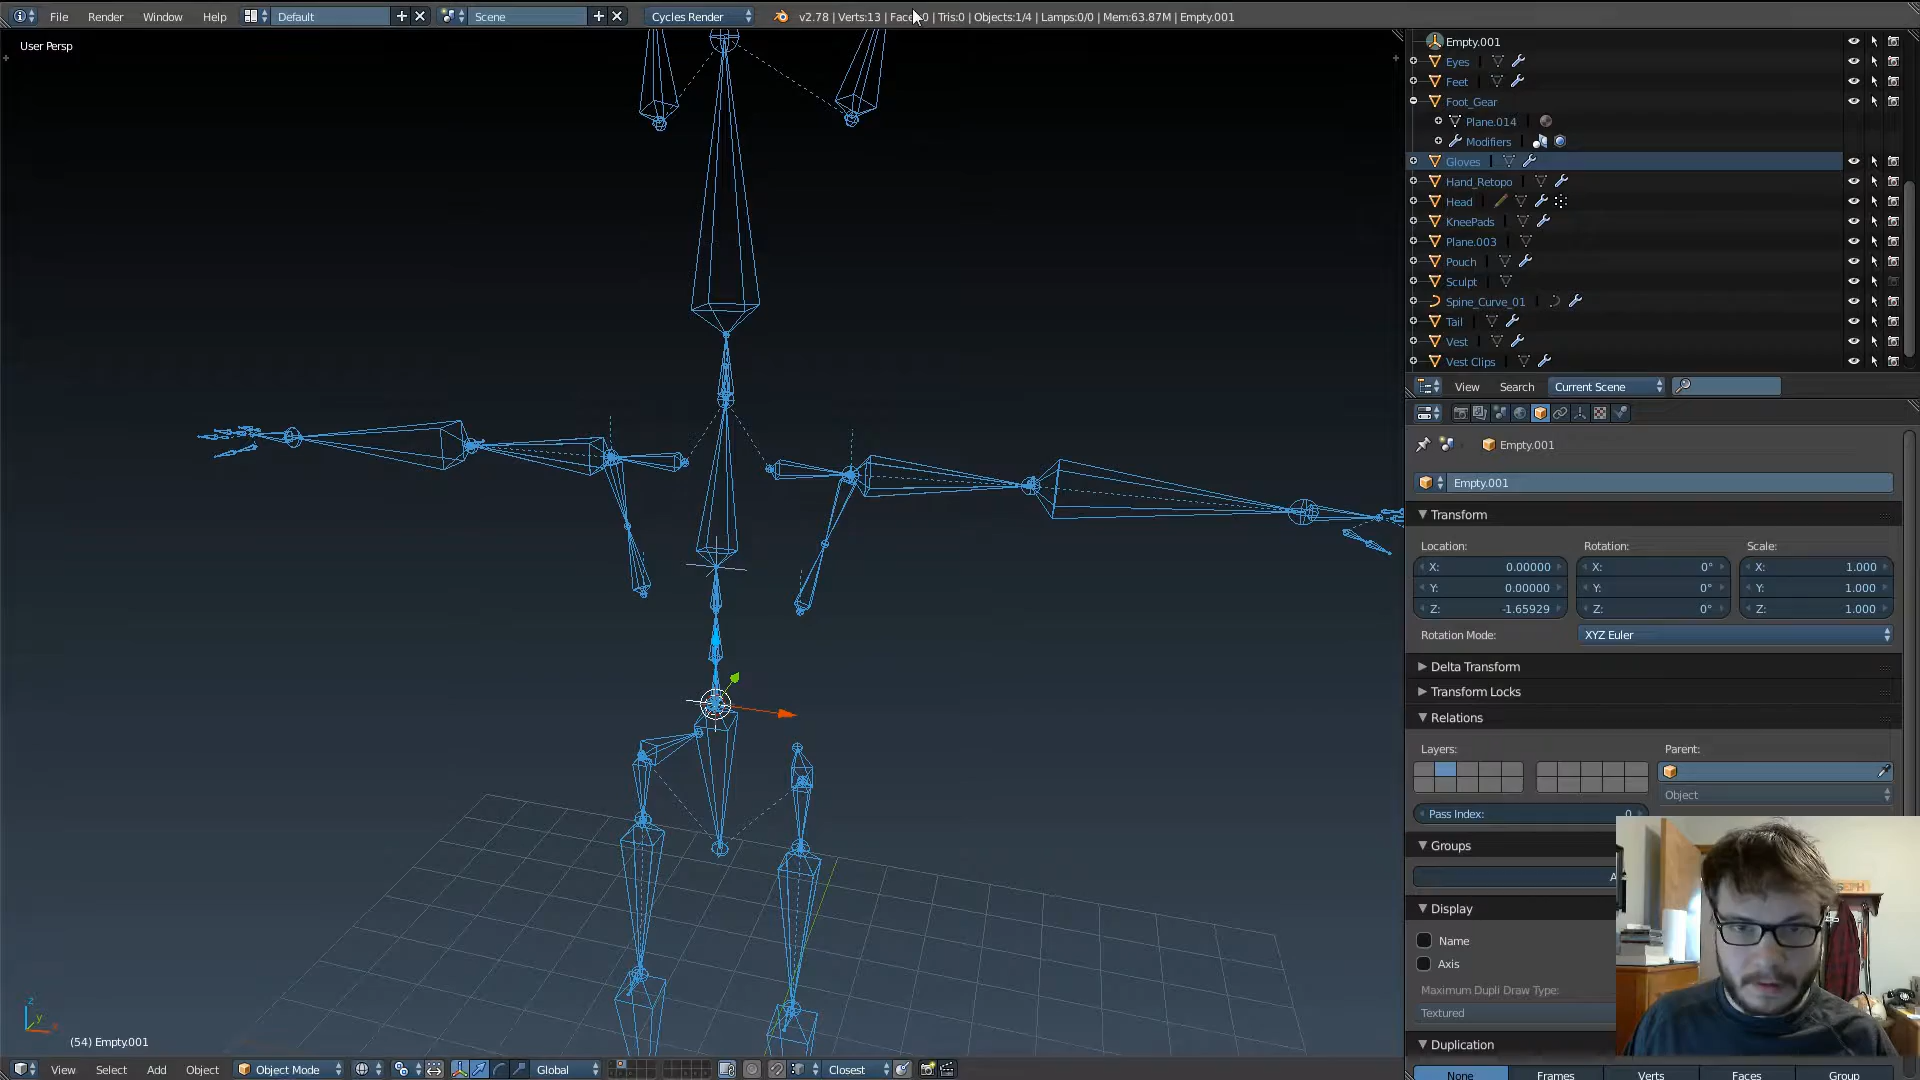 File Render Window Help Default Scene Cycles Render v2.78 | Verts:13 | Face :0 | Tris:0 | Objects:1/4 | Lamps:0/0 | Mem:63.87M | Empty.001
User Persp
Empty.001
Eyes
Feet
Foot_Gear
Plane.014
Modifiers
Gloves
Hand_Retopo
Head
KneePads
Plane.003
Pouch
Sculpt
Spine_Curve_01
Tail
Vest
Vest Clips
View Search Current Scene
Empty.001
Empty.001
Transform
Location: Rotation: Scale:
X: 0.00000 X: 0° X: 1.000
Y: 0.00000 Y: 0° Y: 1.000
Z: -1.65929 Z: 0° Z: 1.000
Rotation Mode: XYZ Euler
Delta Transform
Transform Locks
Relations
Layers: Parent:
Object
Pass Index: 0
Groups
Display
Name
Axis
Maximum Dupli Draw Type:
Textured
Duplication
None Frames Verts Faces Group
z
y
(54) Empty.001
View Select Add Object Object Mode Global Closest